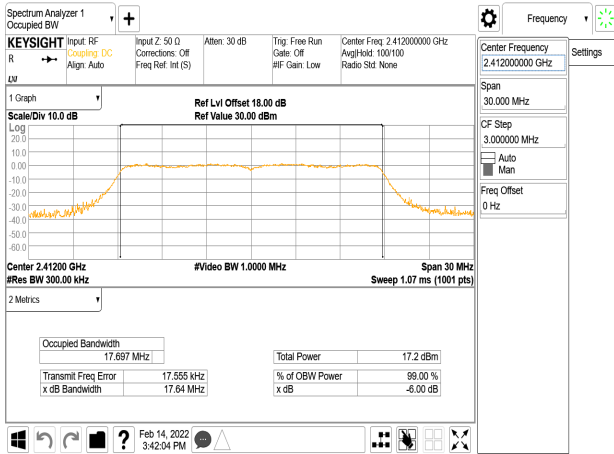 Spectrum Analyzer 1
Occupied BW
Frequency
KEYSIGHT
R
Input: RF
Coupling: DC
Align: Auto
Input Z: 50 Ω
Corrections: Off
Freq Ref: Int (S)
Atten: 30 dB
Trig: Free Run
Gate: Off
#IF Gain: Low
Center Freq: 2.412000000 GHz
Avg|Hold: 100/100
Radio Std: None
Center Frequency
2.412000000 GHz
Settings
Span
30.000 MHz
CF Step
3.000000 MHz
Auto
Man
Freq Offset
0 Hz
1 Graph
Scale/Div 10.0 dB
Ref Lvl Offset 18.00 dB
Ref Value 30.00 dBm
Log
20.0
10.0
0.00
-10.0
-20.0
-30.0
-40.0
-50.0
-60.0
Center 2.41200 GHz
#Video BW 1.0000 MHz
Span 30 MHz
#Res BW 300.00 kHz
Sweep 1.07 ms (1001 pts)
2 Metrics
Occupied Bandwidth
17.697 MHz
Total Power 17.2 dBm
Transmit Freq Error 17.555 kHz
% of OBW Power 99.00 %
x dB Bandwidth 17.64 MHz
x dB -6.00 dB
?
Feb 14, 2022
3:42:04 PM